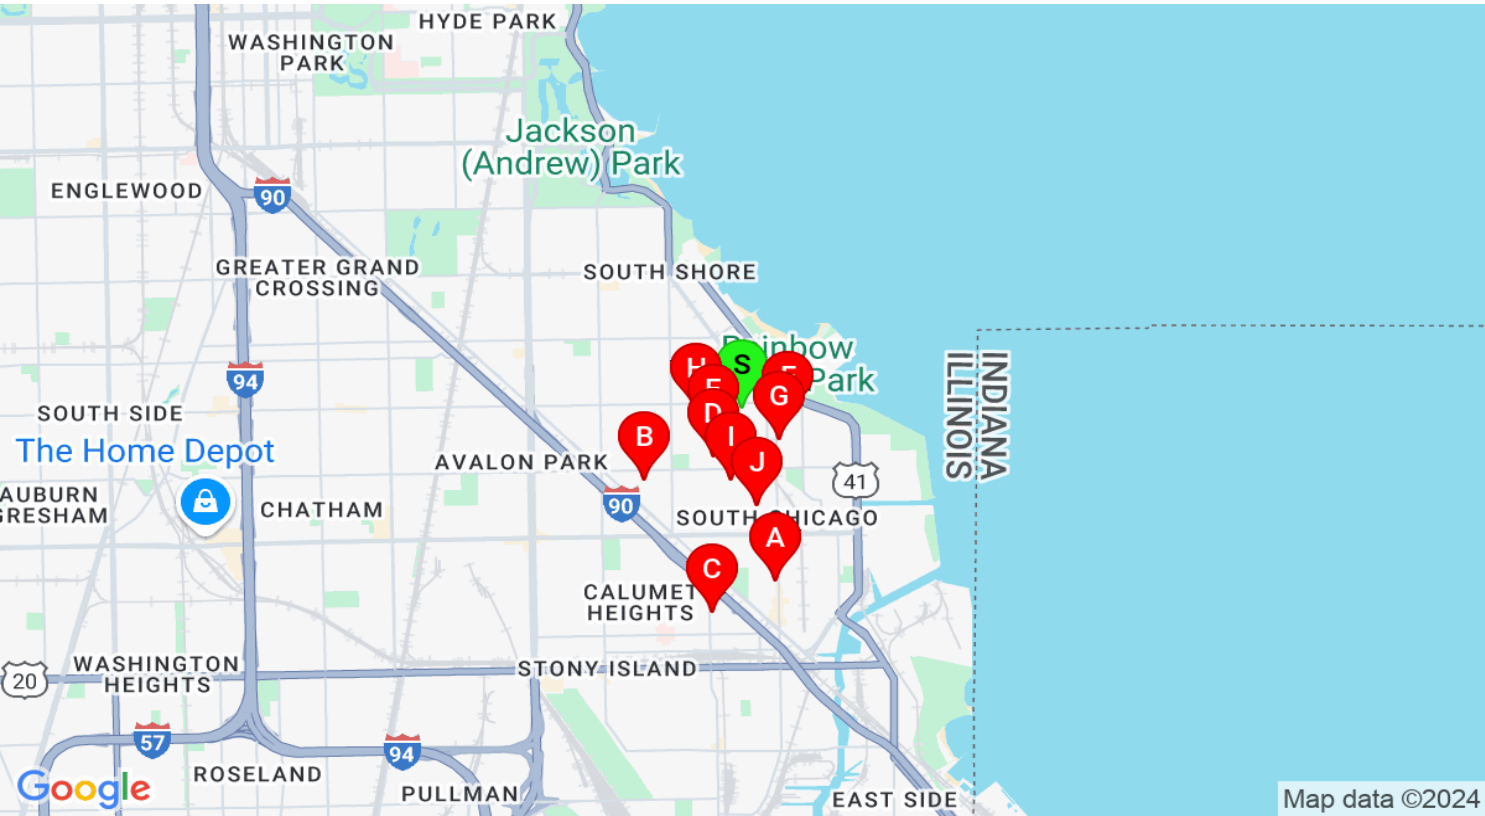 HYDE PARK
WASHINGTON
PARK
Jackson
(Andrew) Park
ENGLEWOOD
90
GREATER GRAND
CROSSING
SOUTH SHORE
H
S
G
Park
D
I
B
J
94
SOUTH SIDE
The Home Depot
AVALON PARK
90
41
INDIANA
ILLINOIS
AUBURN
GRESHAM
CHATHAM
SOUTH CHICAGO
A
C
CALUMET
HEIGHTS
STONY ISLAND
WASHINGTON
HEIGHTS
20
57
94
ROSELAND
PULLMAN
EAST SIDE
Google
Map data ©2024